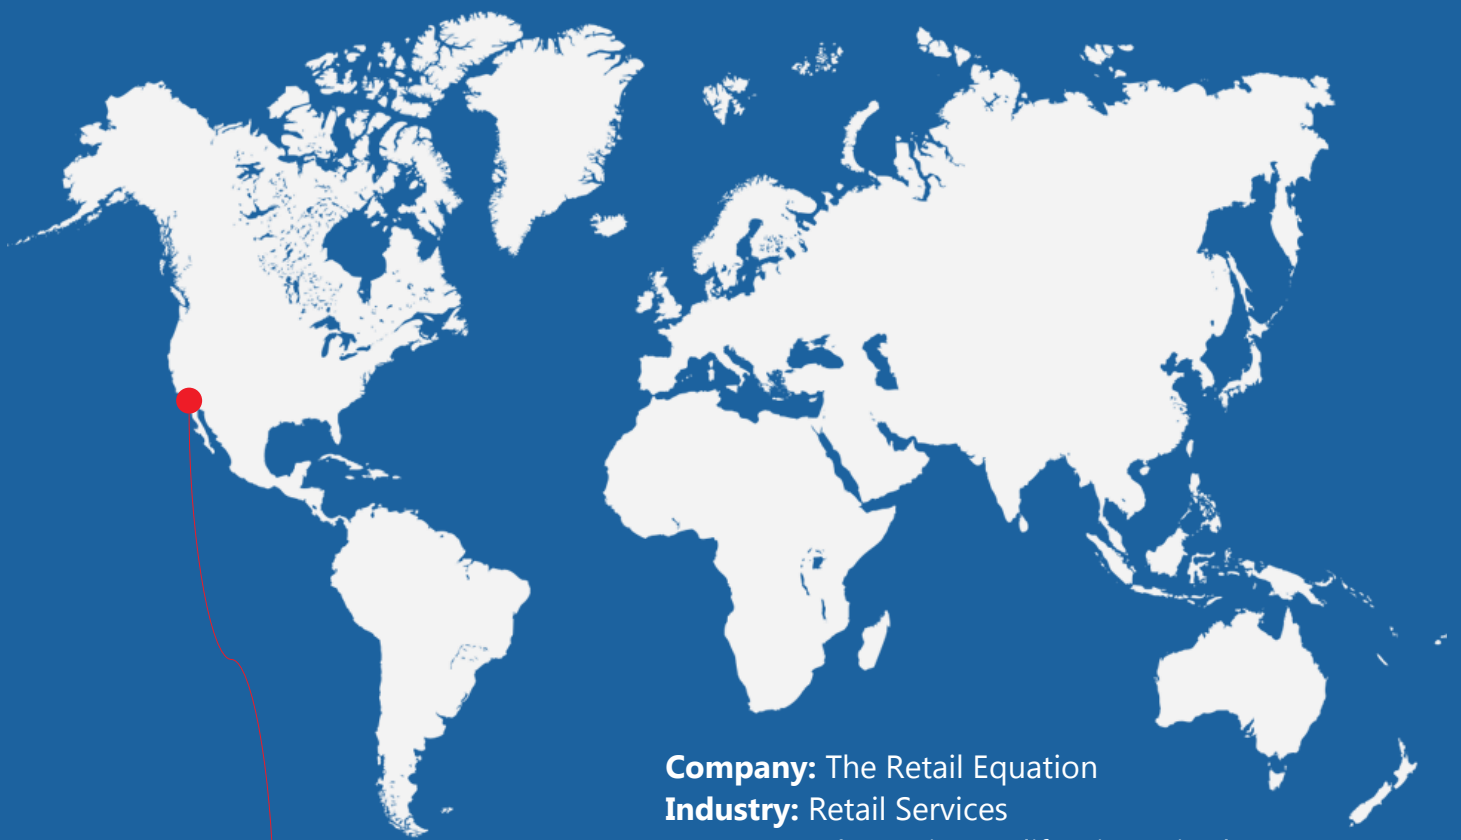 Company: The Retail Equation
Industry: Retail Services